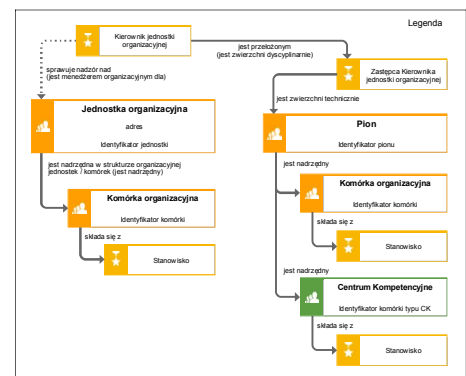 Legenda
Kierownik jednostki
organizacyjnej
jest przełożonym
(jest zwierzchni dyscyplinarnie)
sprawuje nadzór nad
(jest menedżerem organizacyjnym dla)
Zastępca Kierownika
jednostki organizacyjnej
jest zwierzchni technicznie
Jednostka organizacyjna
adres
Identyfikator jednostki
Pion
Identyfikator pionu
jest nadrzędna w strukturze organizacyjnej
jednostek / komórek (jest nadrzędny)
jest nadrzędny
Komórka organizacyjna
Identyfikator komórki
Komórka organizacyjna
Identyfikator komórki
składa się z
Stanowisko
składa się z
Stanowisko
jest nadrzędny
Centrum Kompetencyjne
Identyfikator komórki typu CK
składa się z
Stanowisko